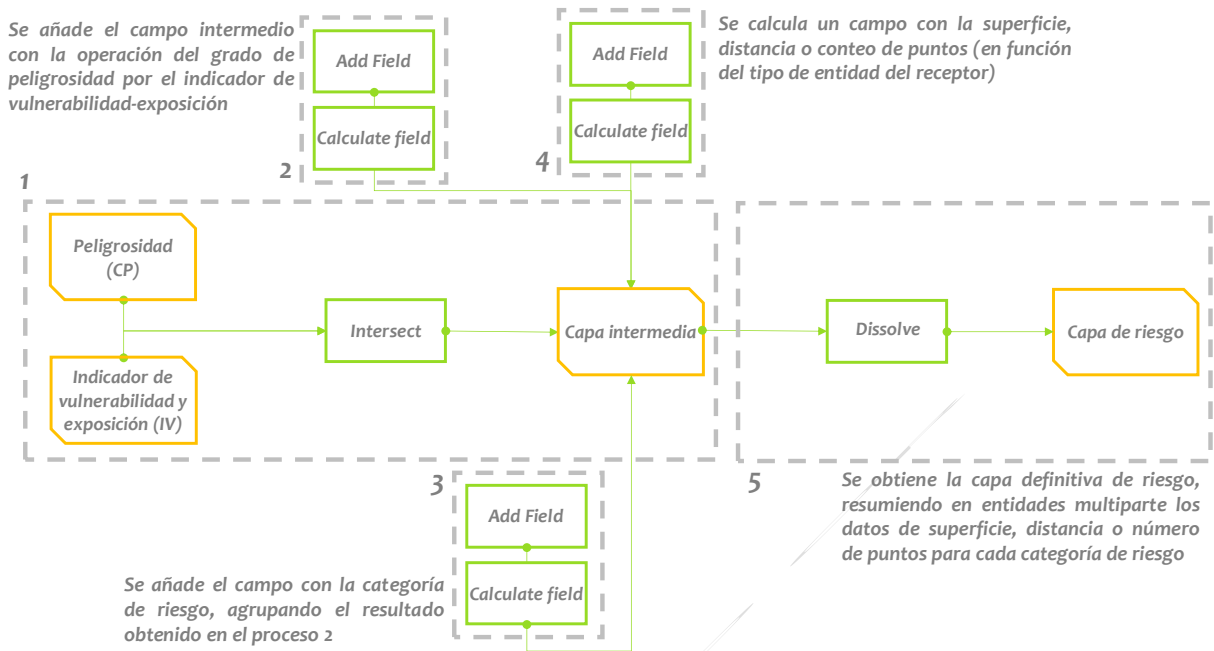 Se añade el campo intermedio
con la operación del grado de
peligrosidad por el indicador de
vulnerabilidad-exposición
Add Field
Calculate field
2
Add Field
Calculate field
4
Se calcula un campo con la superficie,
distancia o conteo de puntos (en función
del tipo de entidad del receptor)
1
Peligrosidad
(CP)
Indicador de
vulnerabilidad y
exposición (IV)
Intersect
Capa intermedia
Dissolve
Capa de riesgo
3
Add Field
Calculate field
Se añade el campo con la categoría
de riesgo, agrupando el resultado
obtenido en el proceso 2
5
Se obtiene la capa definitiva de riesgo,
resumiendo en entidades multiparte los
datos de superficie, distancia o número
de puntos para cada categoría de riesgo